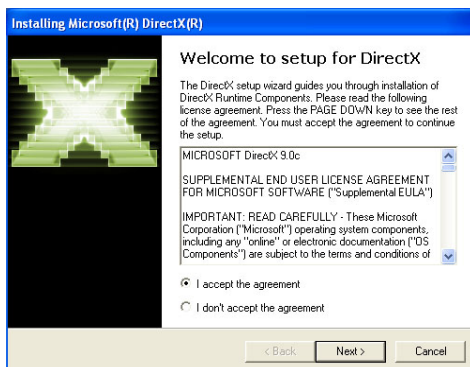 Installing Microsoft(R) DirectX(R)
Welcome to setup for DirectX
The DirectX setup wizard guides you through installation of
DirectX Runtime Components. Please read the following
license agreement. Press the PAGE DOWN key to see the rest
of the agreement. You must accept the agreement to continue
the setup.
MICROSOFT DirectX 9.0c
SUPPLEMENTAL END USER LICENSE AGREEMENT
FOR MICROSOFT SOFTWARE ("Supplemental EULA")
IMPORTANT: READ CAREFULLY - These Microsoft
Corporation ("Microsoft") operating system components,
including any "online" or electronic documentation ("OS
Components") are subject to the terms and conditions of
I accept the agreement
I don't accept the agreement
< Back Next > Cancel